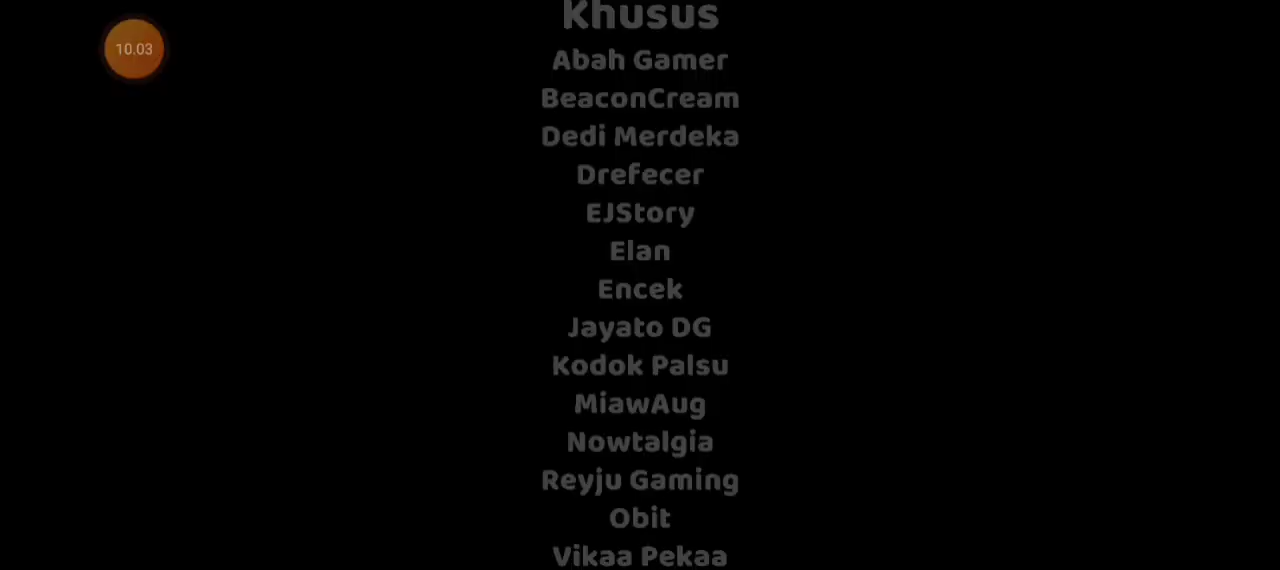 Khusus
10.03
Abah Gamer
BeaconCream
Dedi Merdeka
Drefecer
EJStory
Elan
Encek
Jayato DG
Kodok Palsu
MiawAug
Nowtalgia
Reyju Gaming
Obit
Vikaa Pekaa